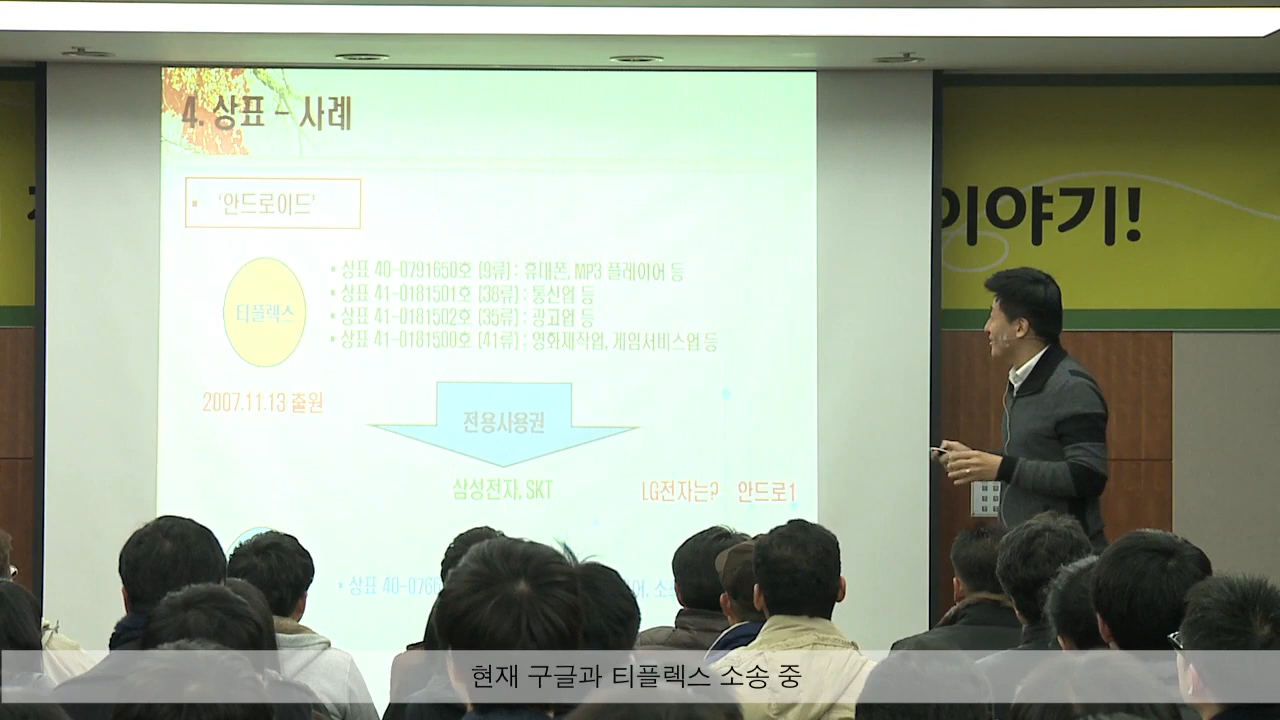 4. 상표 - 사례
이야기!
'안드로이드'
티플렉스
• 상표 40-0791650호 (9류) : 휴대폰, MP3 플레이어 등
• 상표 41-0181501호 (38류) : 통신업 등
• 상표 41-0181502호 (35류) : 광고업 등
• 상표 41-0181500호 (41류) : 영화제작업, 게임서비스업 등
2007.11.13 출원
전용사용권
삼성전자, SKT
LG전자는? 안드로1
• 상표
현재 구글과 티플렉스 소송 중